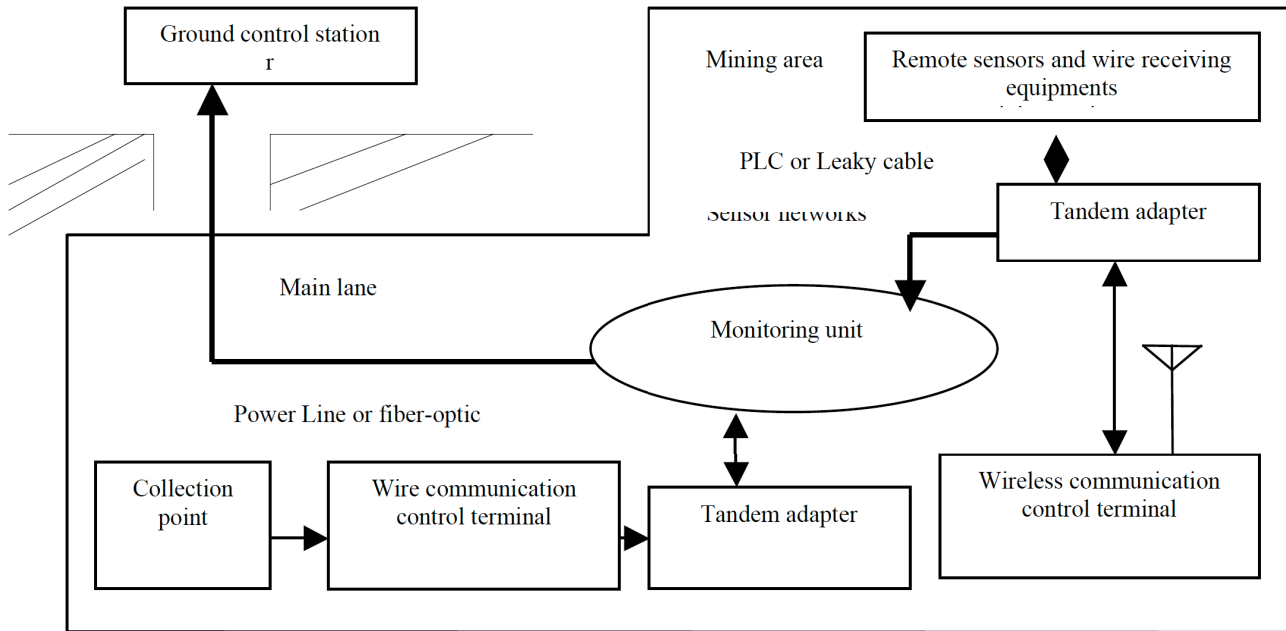 Ground control station
r
Mining area
Remote sensors and wire receiving
equipments
PLC or Leaky cable
Tandem adapter
Sensor networks
Main lane
Monitoring unit
Power Line or fiber-optic
Collection
point
Wire communication
control terminal
Tandem adapter
Wireless communication
control terminal